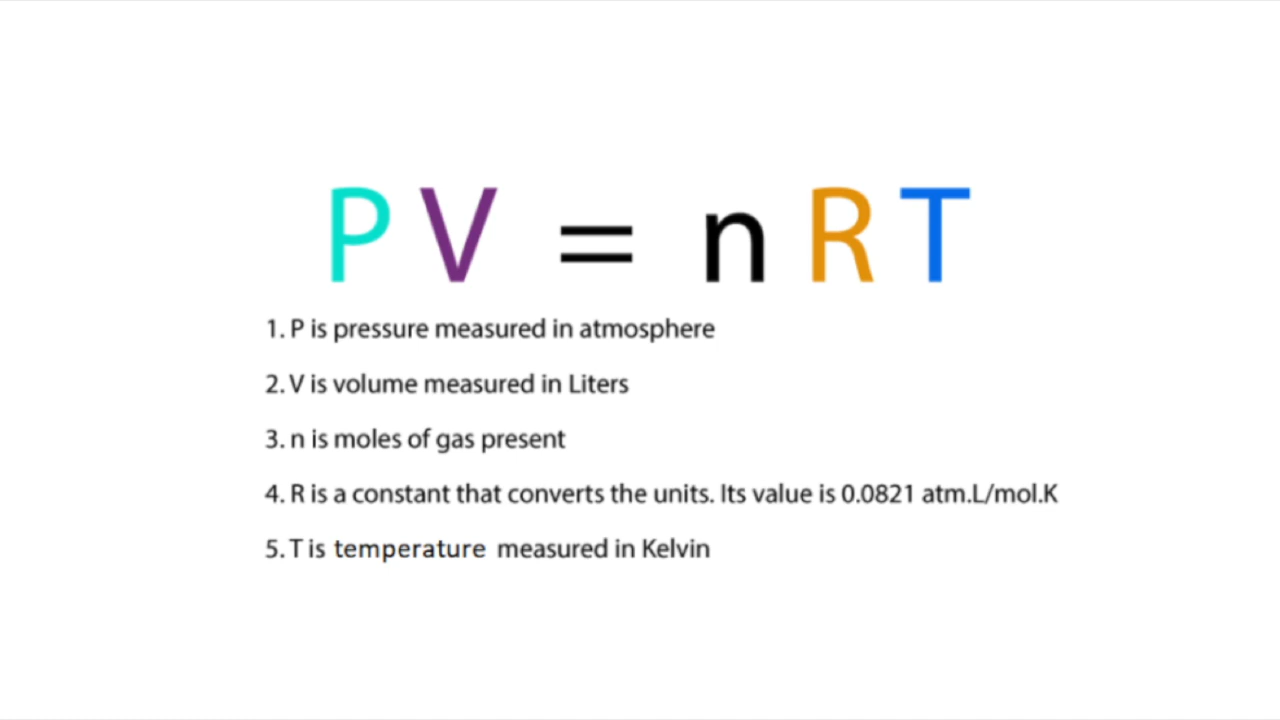 P V = n R T
1. P is pressure measured in atmosphere
2. V is volume measured in Liters
3. n is moles of gas present
4. R is a constant that converts the units. Its value is 0.0821 atm.L/mol.K
5. T is temperature measured in Kelvin